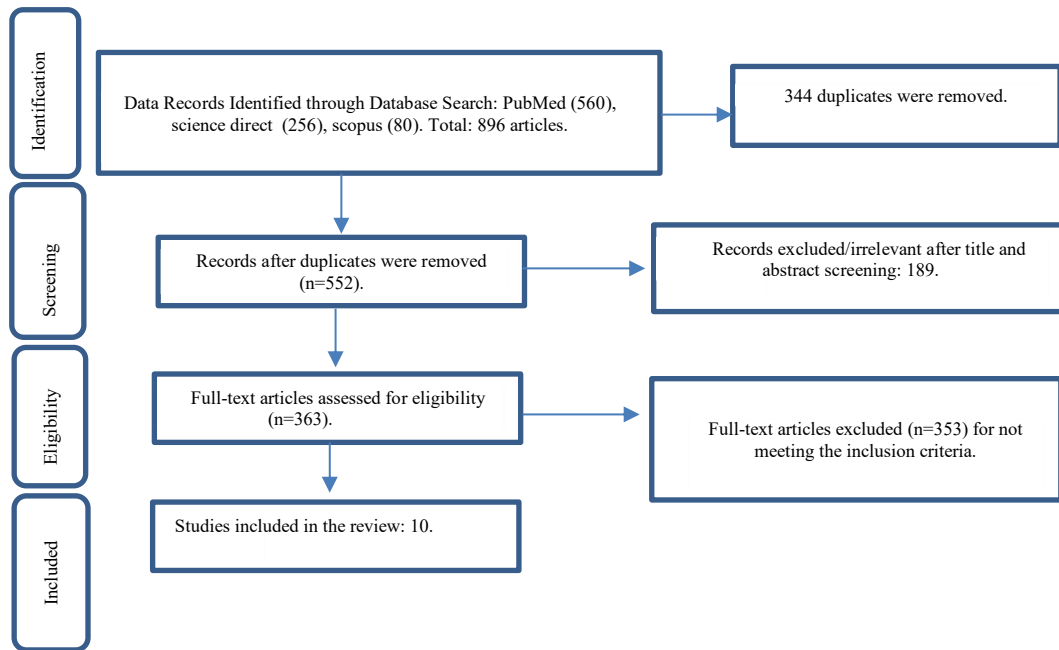 Identification
Data Records Identified through Database Search: PubMed (560),
science direct (256), scopus (80). Total: 896 articles.
344 duplicates were removed.
Screening
Records after duplicates were removed
(n=552).
Records excluded/irrelevant after title and
abstract screening: 189.
Eligibility
Full-text articles assessed for eligibility
(n=363).
Full-text articles excluded (n=353) for not
meeting the inclusion criteria.
Included
Studies included in the review: 10.